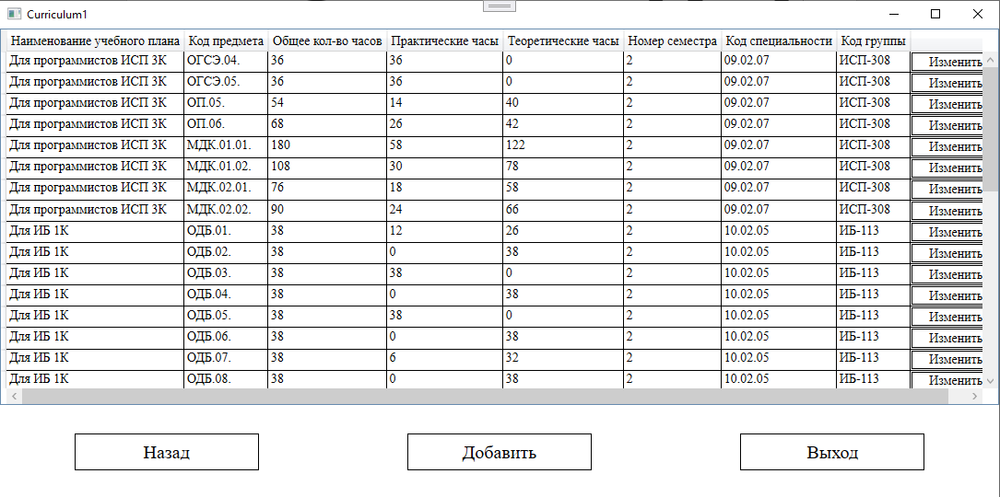 Curriculum1
Наименование учебного плана Код предмета Общее кол-во часов Практические часы Теоретические часы Номер семестра Код специальности Код группы
Для программистов ИСП 3К ОГСЭ.04. 36 36 0 2 09.02.07 ИСП-308 Изменить
Для программистов ИСП 3К ОГСЭ.05. 36 36 0 2 09.02.07 ИСП-308 Изменить
Для программистов ИСП 3К ОП.05. 54 14 40 2 09.02.07 ИСП-308 Изменить
Для программистов ИСП 3К ОП.06. 68 26 42 2 09.02.07 ИСП-308 Изменить
Для программистов ИСП 3К МДК.01.01. 180 58 122 2 09.02.07 ИСП-308 Изменить
Для программистов ИСП 3К МДК.01.02. 108 30 78 2 09.02.07 ИСП-308 Изменить
Для программистов ИСП 3К МДК.02.01. 76 18 58 2 09.02.07 ИСП-308 Изменить
Для программистов ИСП 3К МДК.02.02. 90 24 66 2 09.02.07 ИСП-308 Изменить
Для ИБ 1К ОДБ.01. 38 12 26 2 10.02.05 ИБ-113 Изменить
Для ИБ 1К ОДБ.02. 38 0 38 2 10.02.05 ИБ-113 Изменить
Для ИБ 1К ОДБ.03. 38 38 0 2 10.02.05 ИБ-113 Изменить
Для ИБ 1К ОДБ.04. 38 0 38 2 10.02.05 ИБ-113 Изменить
Для ИБ 1К ОДБ.05. 38 38 0 2 10.02.05 ИБ-113 Изменить
Для ИБ 1К ОДБ.06. 38 0 38 2 10.02.05 ИБ-113 Изменить
Для ИБ 1К ОДБ.07. 38 6 32 2 10.02.05 ИБ-113 Изменить
Для ИБ 1К ОДБ.08. 38 0 38 2 10.02.05 ИБ-113 Изменить
Назад Добавить Выход